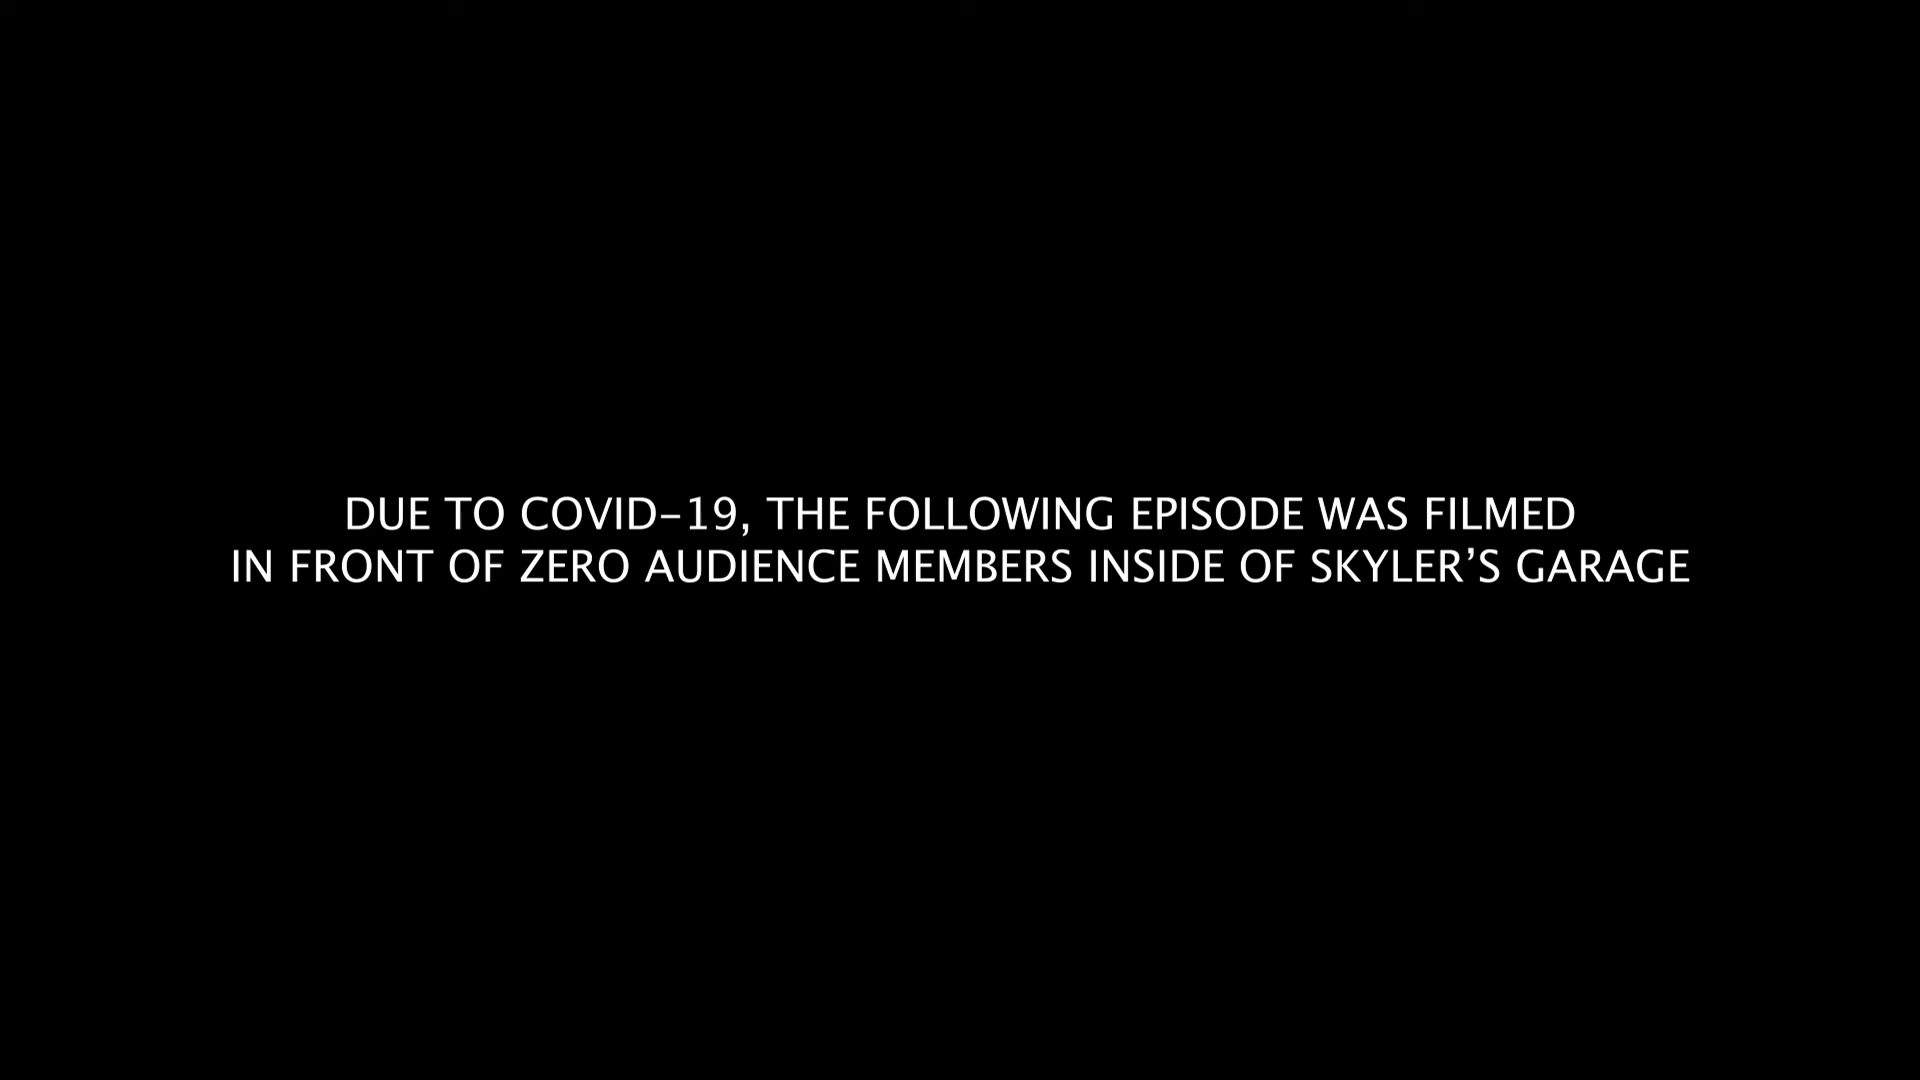 DUE TO COVID–19, THE FOLLOWING EPISODE WAS FILMED
IN FRONT OF ZERO AUDIENCE MEMBERS INSIDE OF SKYLER’S GARAGE